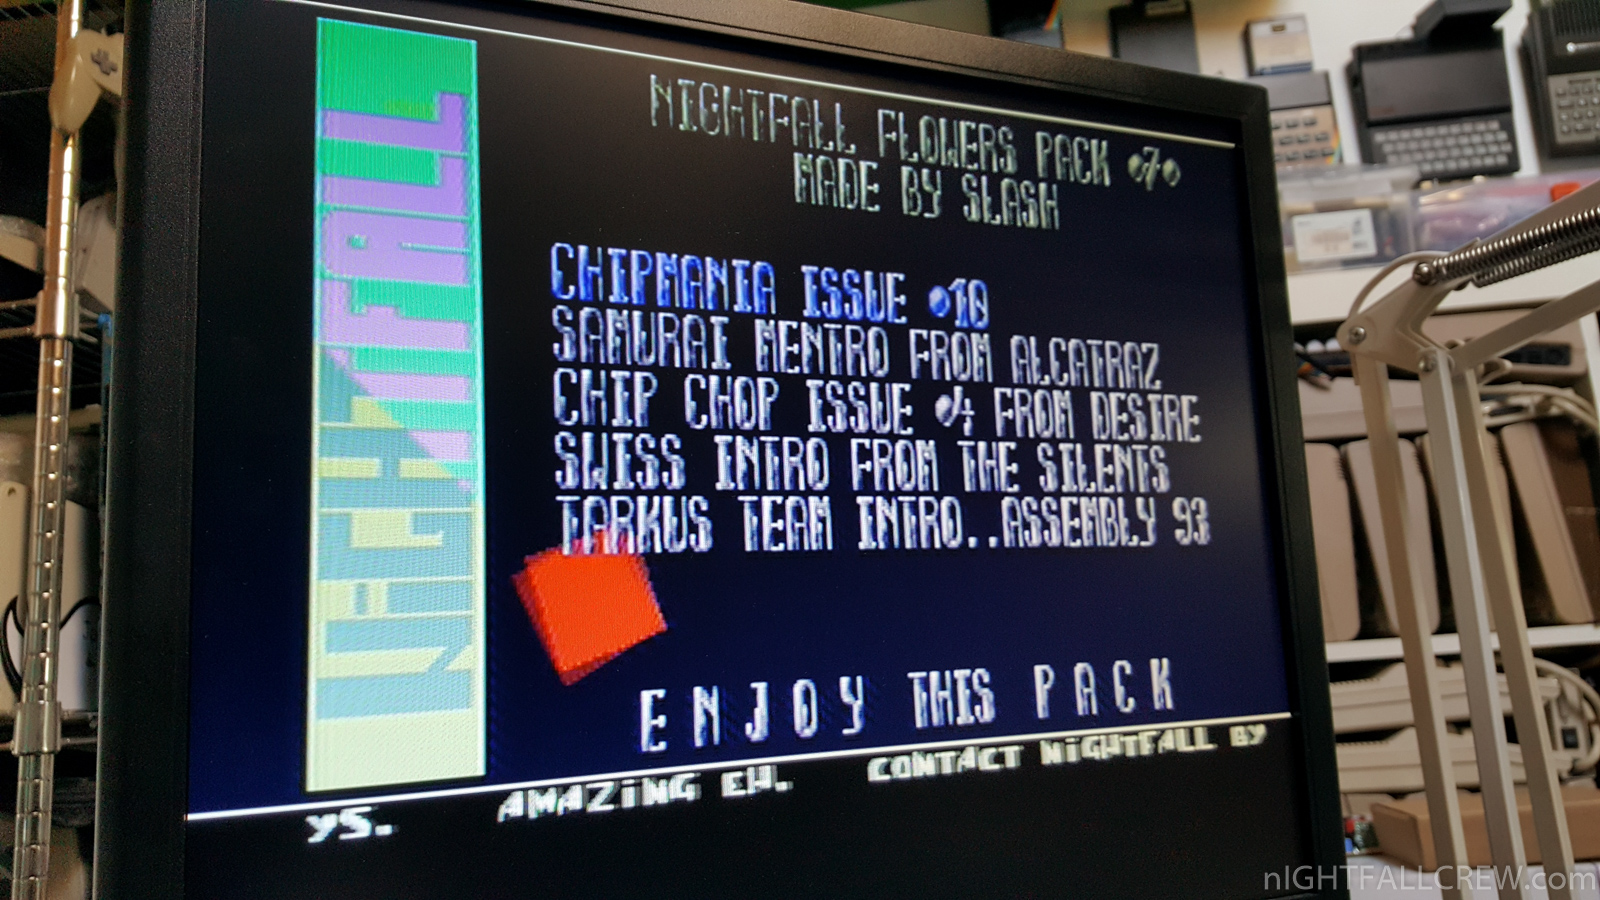 NiGHTFALL
NIGHTFALL FLOWERS PACK •7•
MADE BY SLASH
CHIPMANIA ISSUE •10
SAMURAI MENTRO FROM ALCATRAZ
CHIP CHOP ISSUE •4 FROM DESIRE
SWISS INTRO FROM THE SILENTS
TARKUS TEAM INTRO..ASSEMBLY 93
ENJOY THIS PACK
YS. AMAZiNG EH. CONTACT NiGHTFALL BY
nIGHTFALLCREW.com